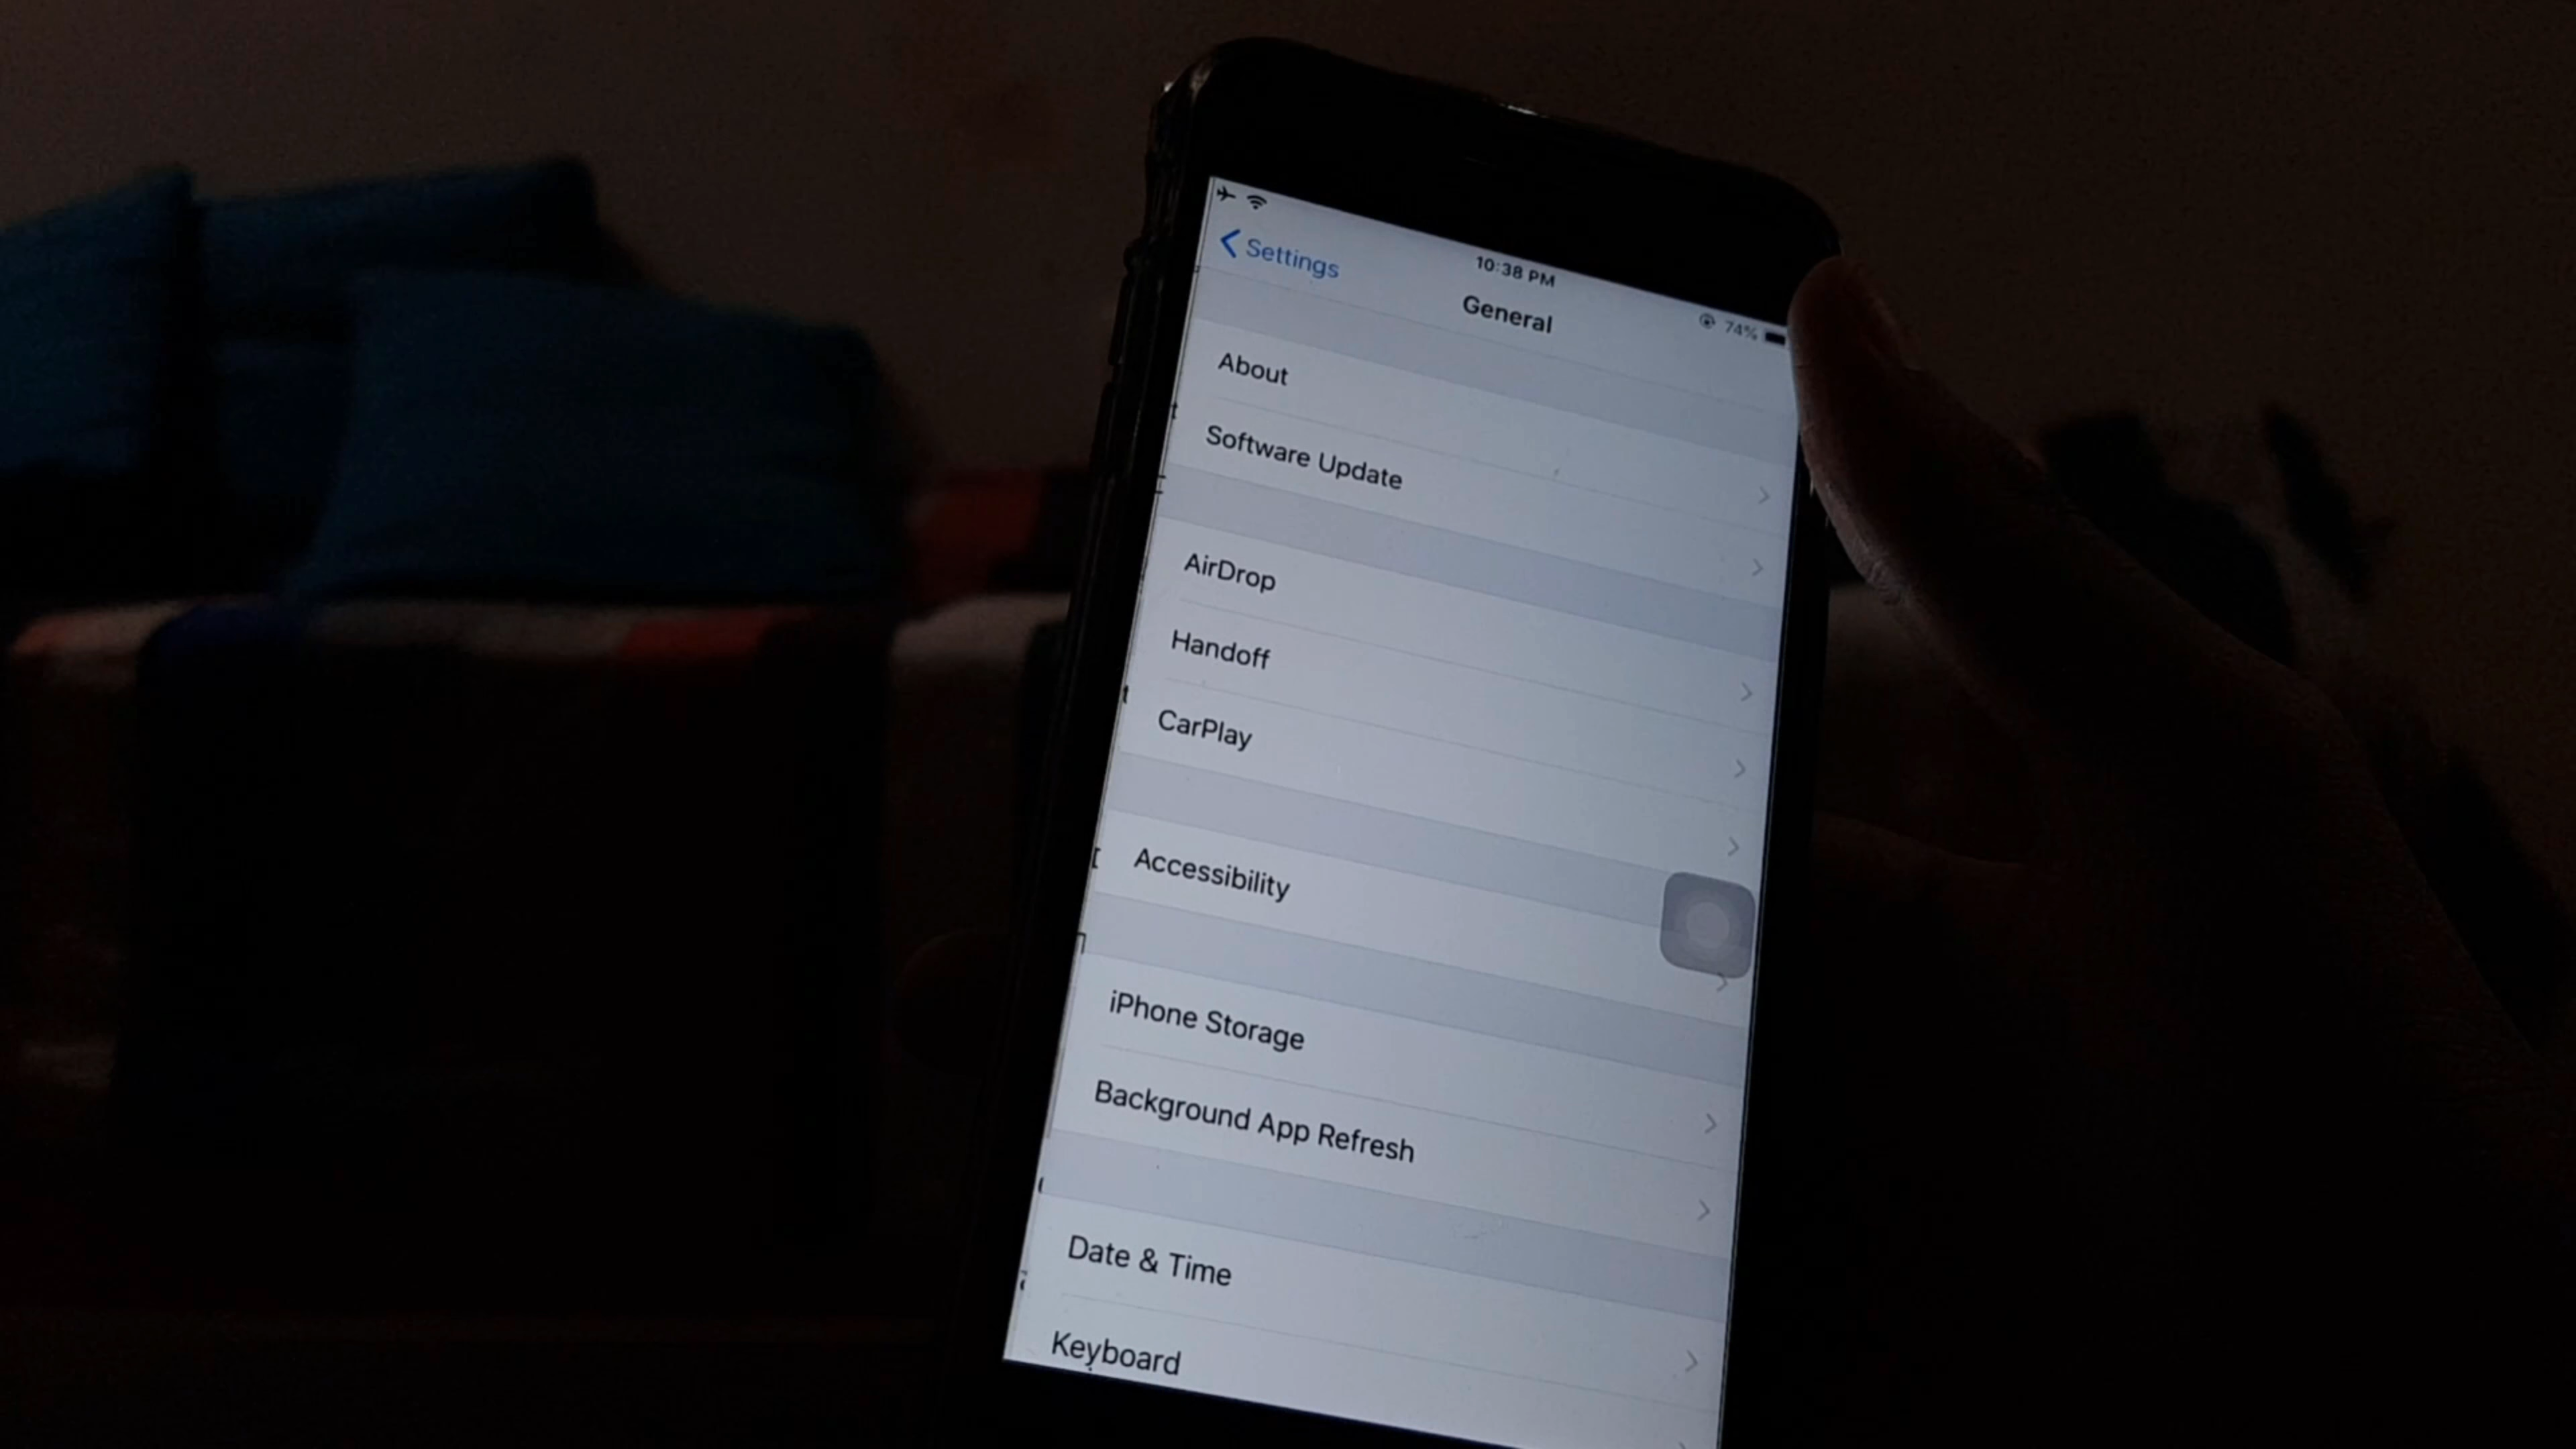 Settings
10:38 PM
General
74%
About
Software Update
AirDrop
Handoff
CarPlay
Accessibility
iPhone Storage
Background App Refresh
Date & Time
Keyboard